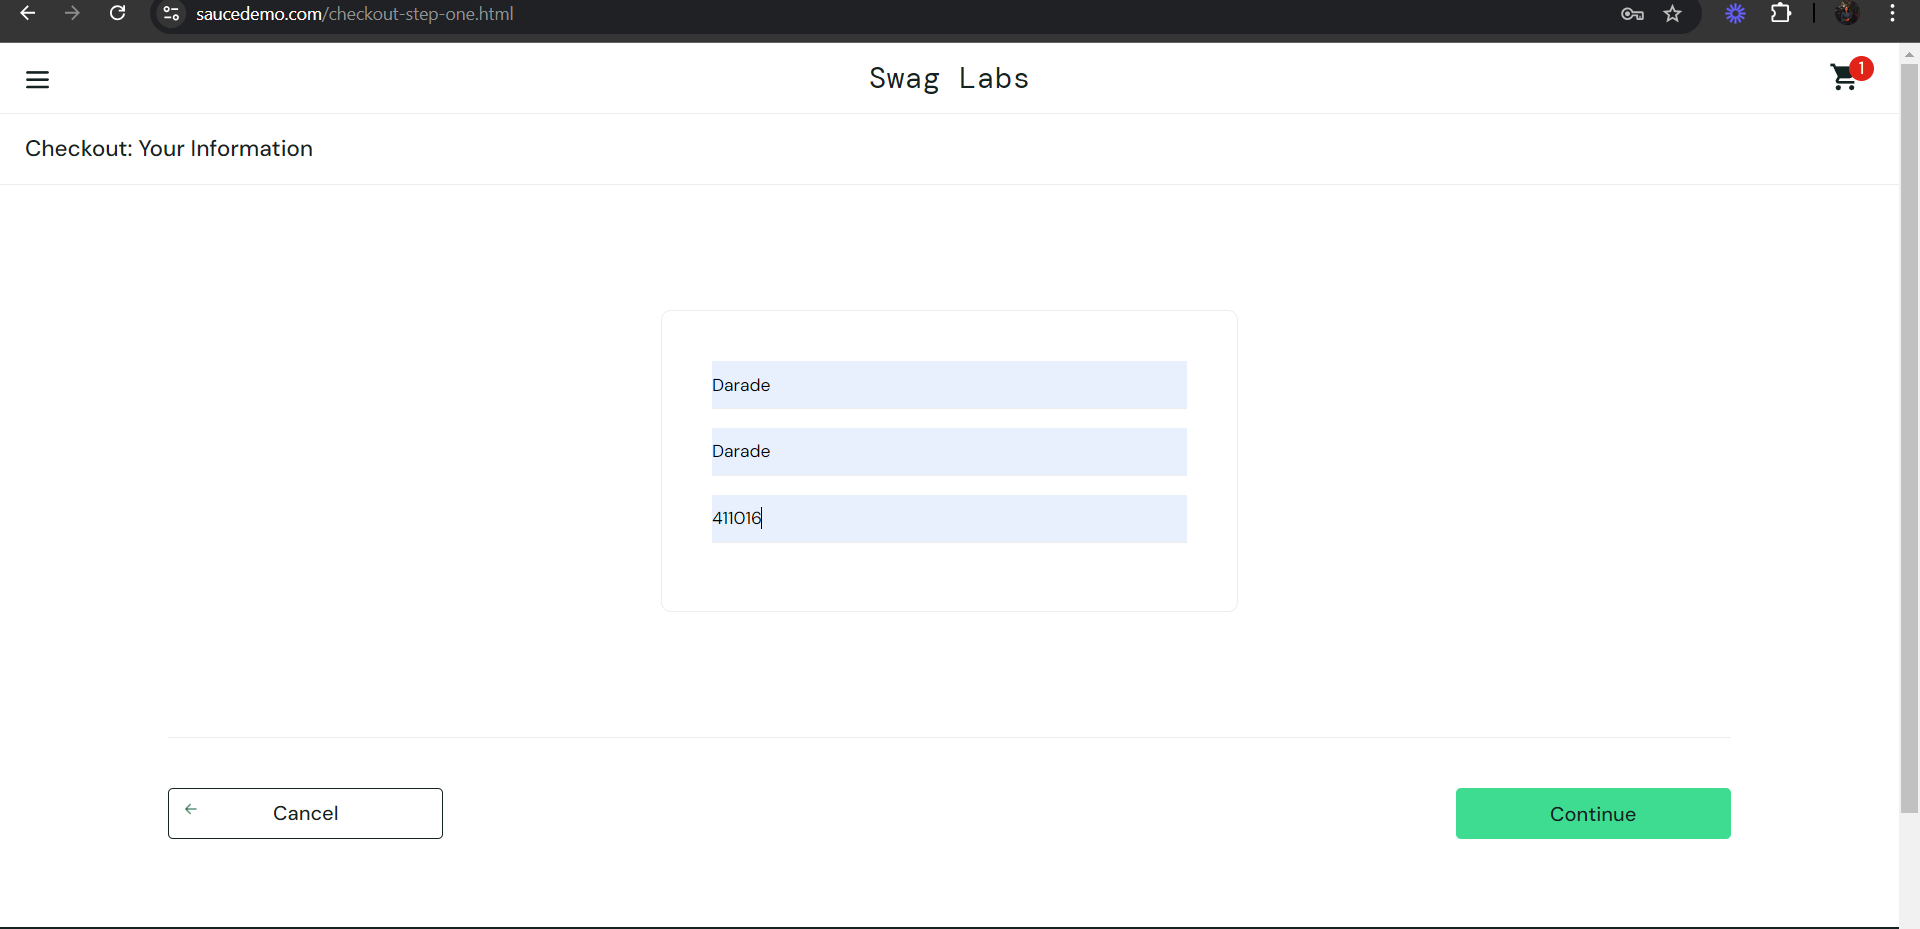 saucedemo.com/checkout-step-one.html
Swag Labs
1
Checkout: Your Information
Darade
Darade
411016
Cancel
Continue